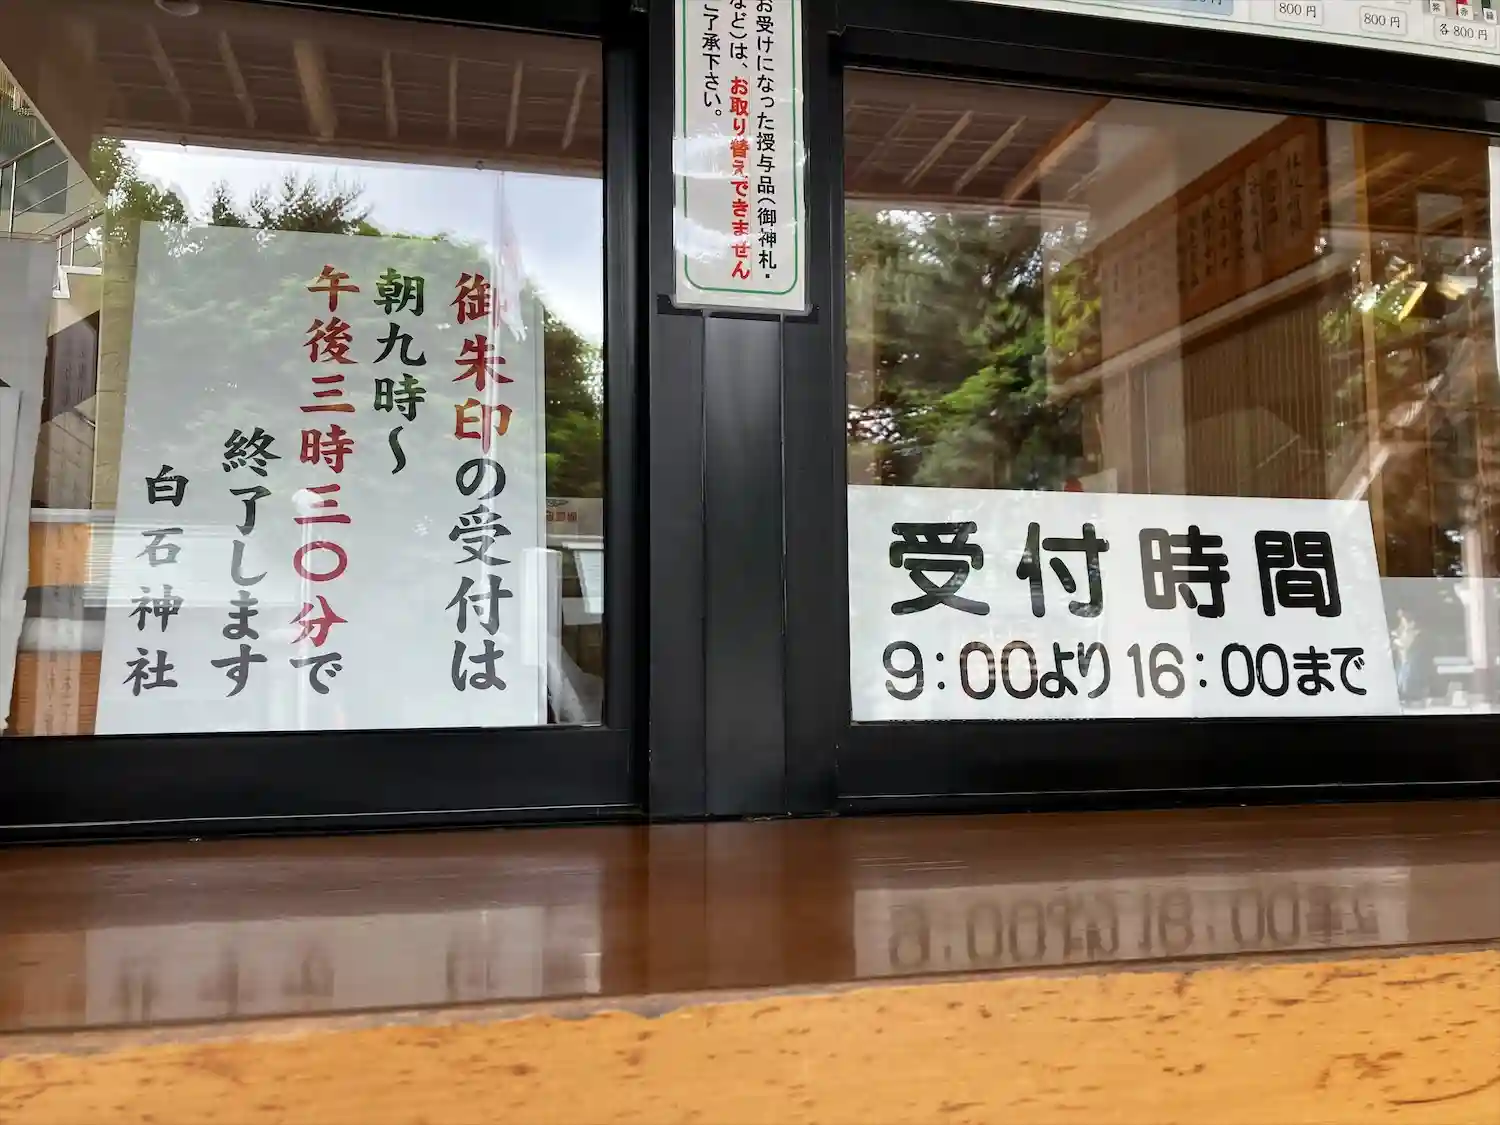 御朱印の受付は
朝九時〜
午後三時三〇分で
終了します
白石神社
お受けになった授与品(御神札・
など)は、お取り替えできません
ご了承下さい。
800円
800円
各800円
受付時間
9:00より16:00まで